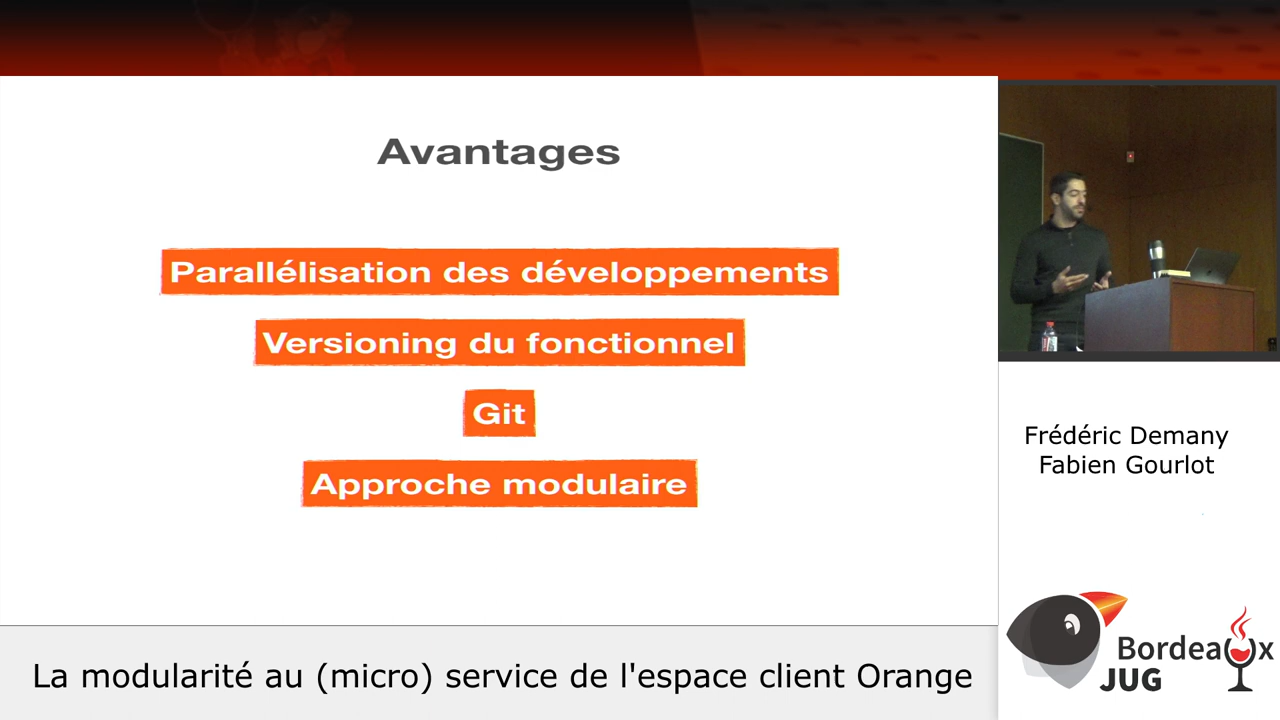 Avantages
Parallélisation des développements
Versioning du fonctionnel
Git
Approche modulaire
Frédéric Demany
Fabien Gourlot
Bordeaux
JUG
La modularité au (micro) service de l'espace client Orange